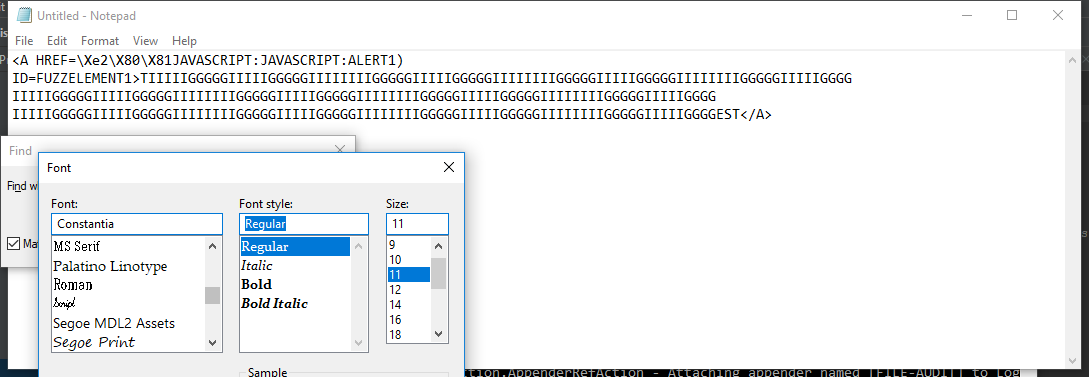 Untitled - Notepad
File Edit Format View Help
<A HREF=\Xe2\X80\X81JAVASCRIPT:JAVASCRIPT:ALERT1)
ID=FUZZELEMENT1>TIIIIIGGGGGIIIIIGGGGGIIIIIIIIGGGGGIIIIIGGGGGIIIIIIIIGGGGGIIIIIGGGGGIIIIIIIIGGGGGIIIIIGGGG
IIIIIGGGGGIIIIIGGGGGIIIIIIIIGGGGGIIIIIGGGGGIIIIIIIIGGGGGIIIIIGGGGGIIIIIIIIGGGGGIIIIIGGGG
IIIIIGGGGGIIIIIGGGGGIIIIIIIIGGGGGIIIIIGGGGGIIIIIIIIGGGGGIIIIIGGGGGIIIIIIIIGGGGGIIIIIGGGGEST</A>
Find
Font
Font:
Font style:
Size:
Constantia
Regular
11
MS Serif
Palatino Linotype
Roman
Script
Segoe MDL2 Assets
Segoe Print
Regular
Italic
Bold
Bold Italic
9
10
11
12
14
16
18
Sample
tion.AppenderRefAction - Attaching appender named [FILE-AUDIT] to Log